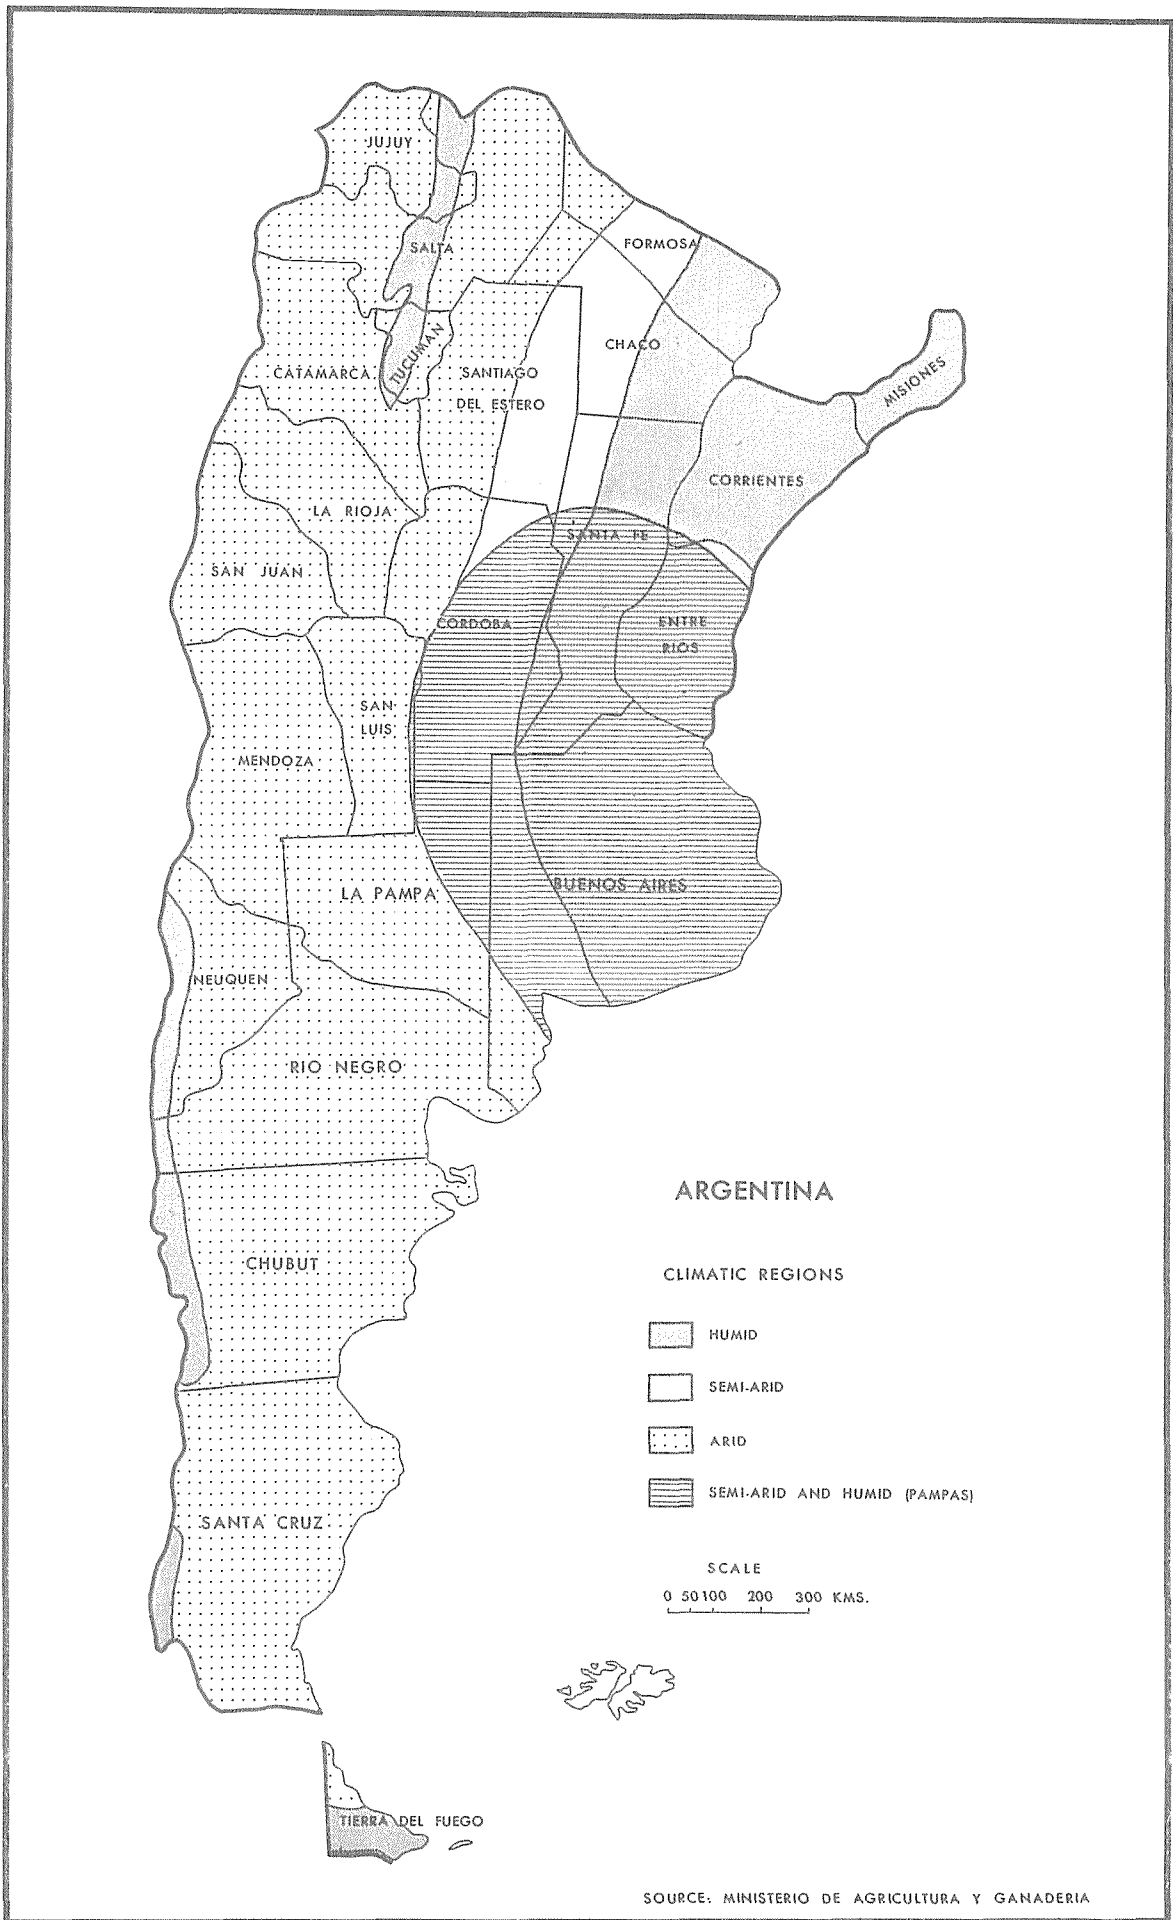 JUJUY
SALTA
FORMOSA
CHACO
TUCUMAN
CATAMARCA
SANTIAGO
DEL ESTERO
MISIONES
CORRIENTES
LA RIOJA
SANTA FE
SAN JUAN
CORDOBA
ENTRE
RIOS
SAN
LUIS
MENDOZA
BUENOS AIRES
LA PAMPA
NEUQUEN
RIO NEGRO
CHUBUT
SANTA CRUZ
TIERRA DEL FUEGO
ARGENTINA
CLIMATIC REGIONS
HUMID
SEMI-ARID
ARID
SEMI-ARID AND HUMID (PAMPAS)
SCALE
0 50 100 200 300 KMS.
SOURCE: MINISTERIO DE AGRICULTURA Y GANADERIA